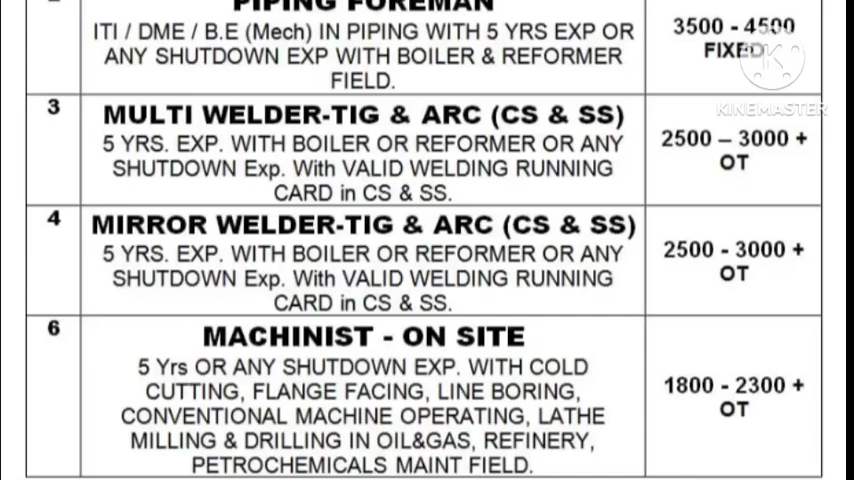 PIPING FOREMAN
ITI / DME / B.E (Mech) IN PIPING WITH 5 YRS EXP OR
ANY SHUTDOWN EXP WITH BOILER & REFORMER
FIELD.
3500 - 4500
FIXED
KINEMASTER
3
MULTI WELDER-TIG & ARC (CS & SS)
5 YRS. EXP. WITH BOILER OR REFORMER OR ANY
SHUTDOWN Exp. With VALID WELDING RUNNING
CARD in CS & SS.
2500 – 3000 +
OT
4
MIRROR WELDER-TIG & ARC (CS & SS)
5 YRS. EXP. WITH BOILER OR REFORMER OR ANY
SHUTDOWN Exp. With VALID WELDING RUNNING
CARD in CS & SS.
2500 - 3000 +
OT
6
MACHINIST - ON SITE
5 Yrs OR ANY SHUTDOWN EXP. WITH COLD
CUTTING, FLANGE FACING, LINE BORING,
CONVENTIONAL MACHINE OPERATING, LATHE
MILLING & DRILLING IN OIL&GAS, REFINERY,
PETROCHEMICALS MAINT FIELD.
1800 - 2300 +
OT